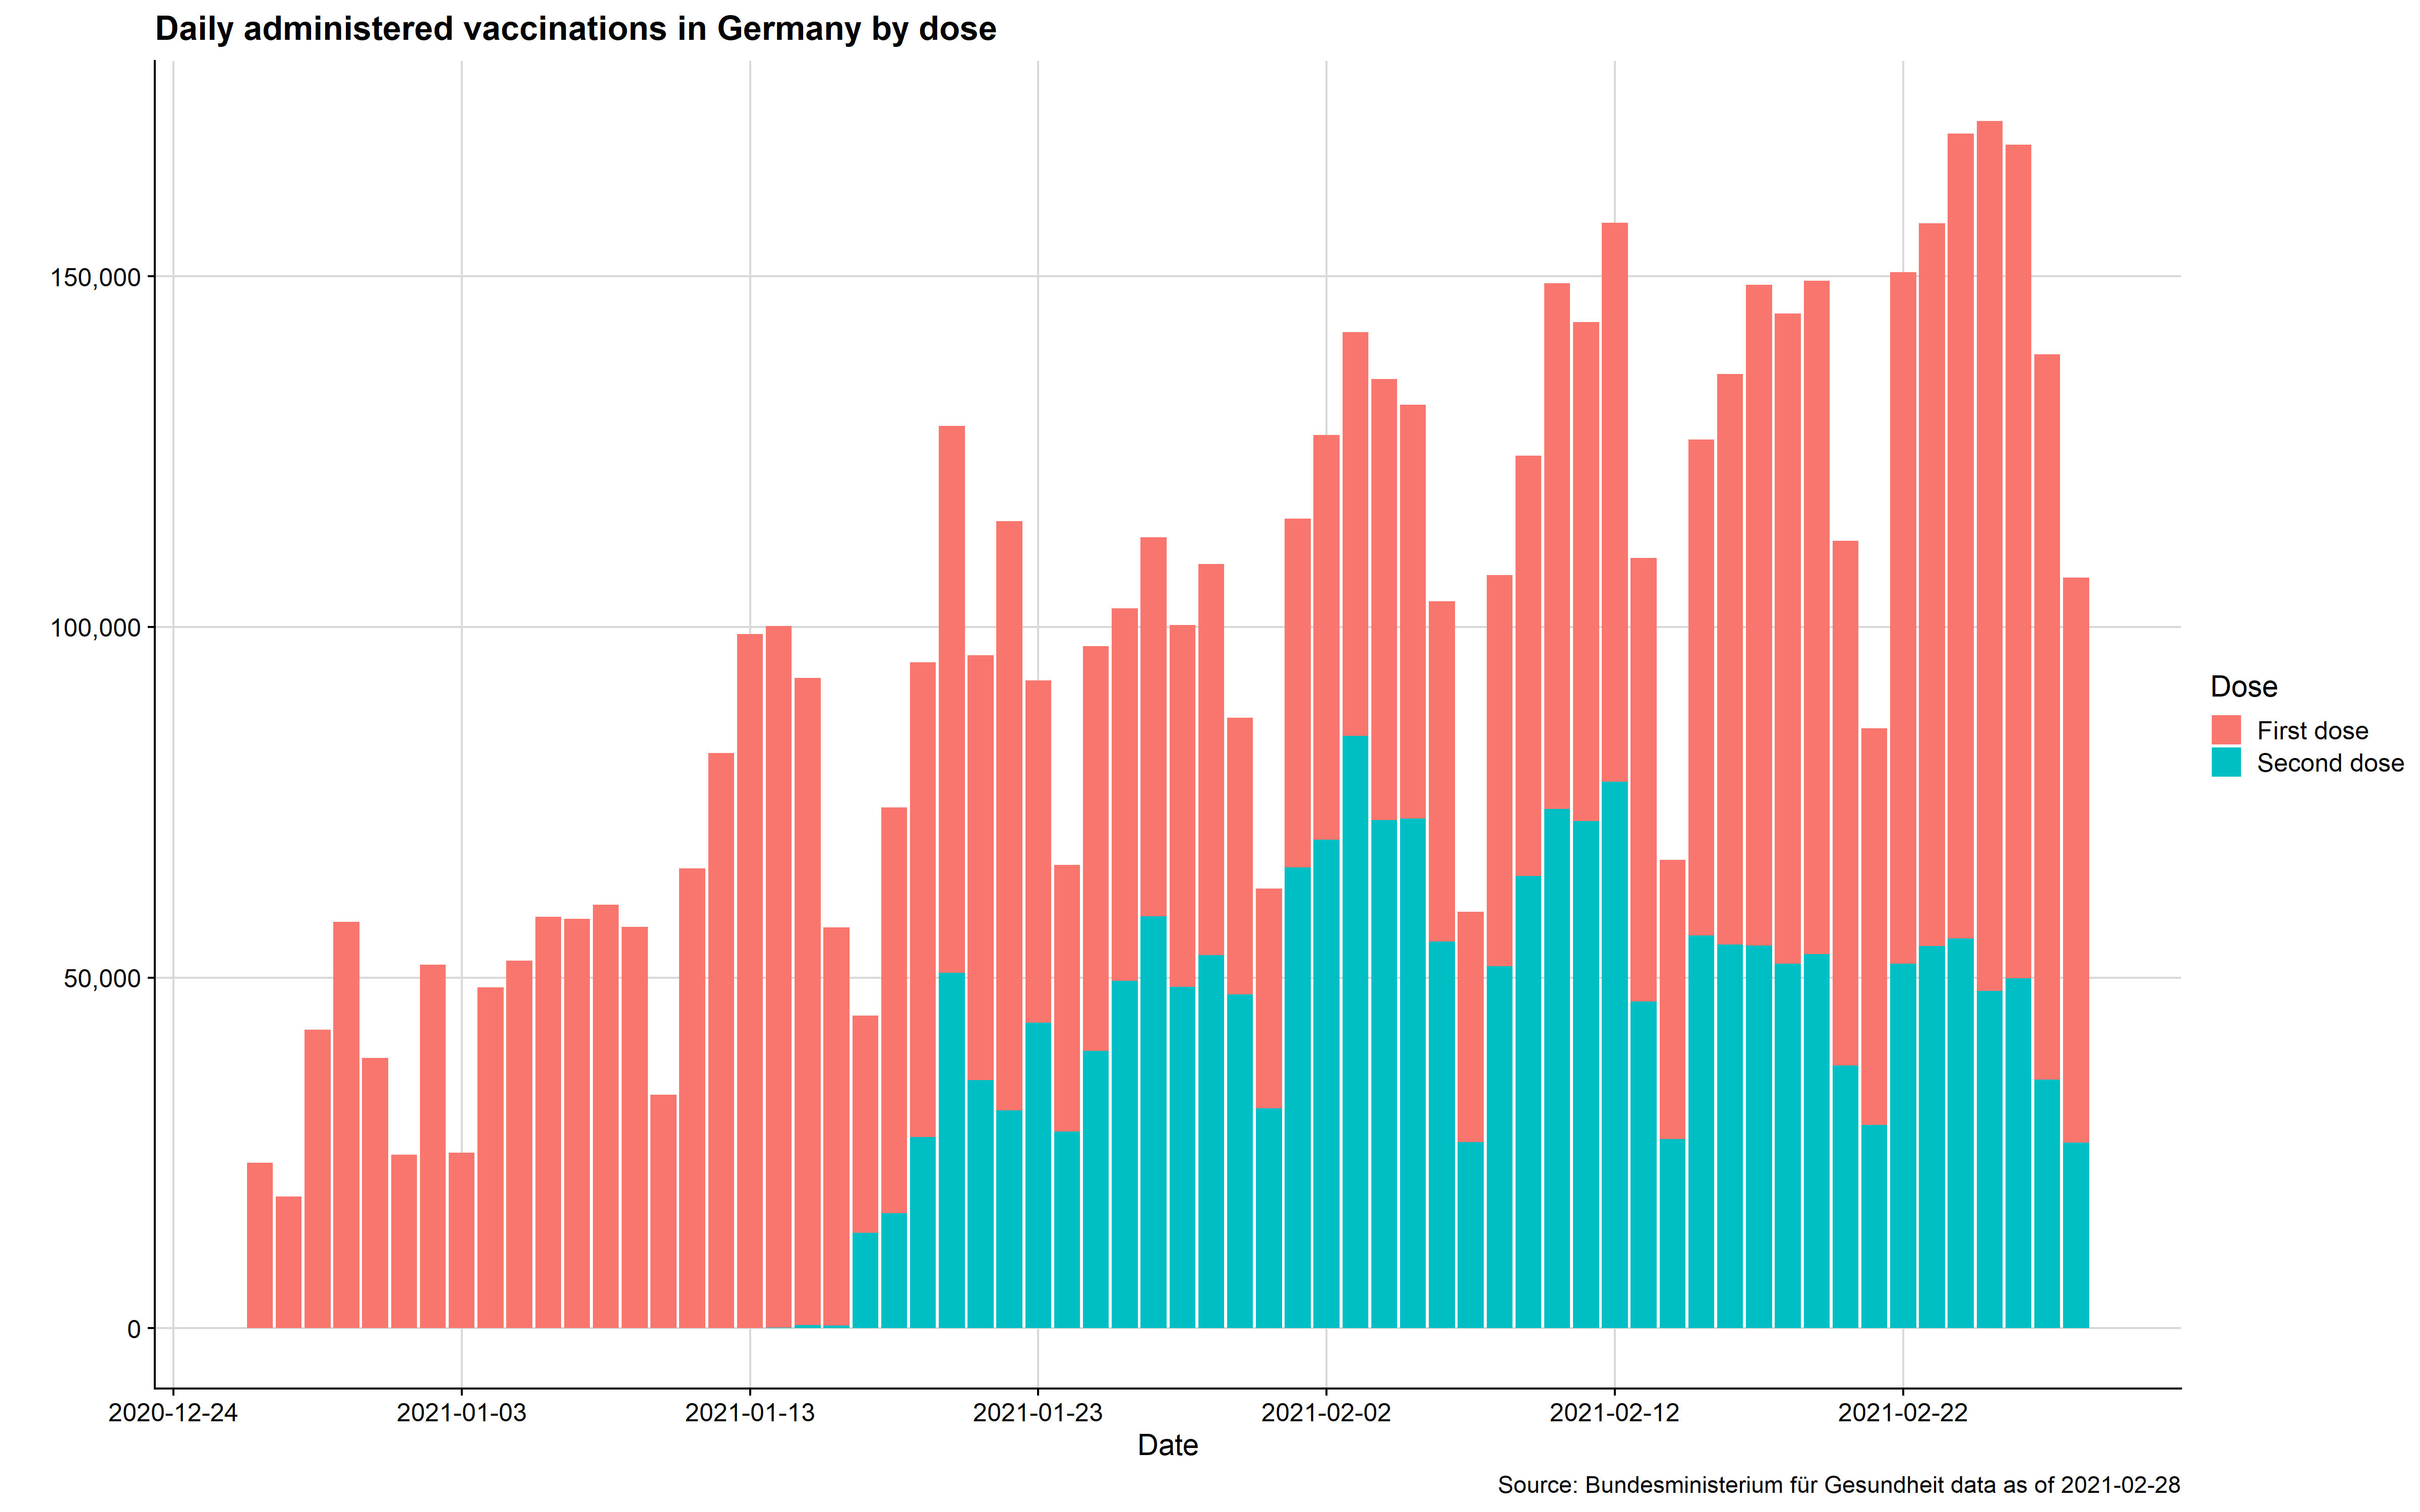 Daily administered vaccinations in Germany by dose
150,000
100,000
50,000
0
2020-12-24
2021-01-03
2021-01-13
2021-01-23
2021-02-02
2021-02-12
2021-02-22
Date
Dose
First dose
Second dose
Source: Bundesministerium für Gesundheit data as of 2021-02-28